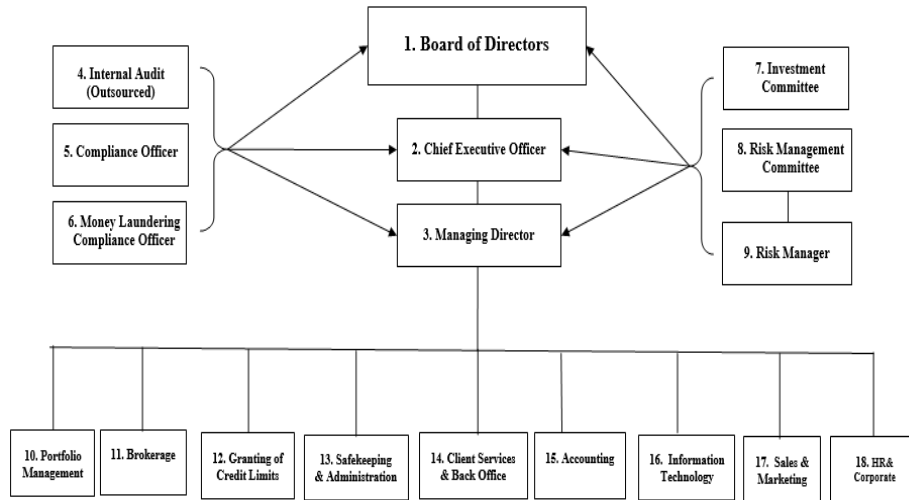 1. Board of Directors
4. Internal Audit
(Outsourced)
7. Investment
Committee
5. Compliance Officer
2. Chief Executive Officer
8. Risk Management
Committee
6. Money Laundering
Compliance Officer
3. Managing Director
9. Risk Manager
10. Portfolio
Management
11. Brokerage
12. Granting of
Credit Limits
13. Safekeeping
& Administration
14. Client Services
& Back Office
15. Accounting
16. Information
Technology
17. Sales &
Marketing
18. HR&
Corporate